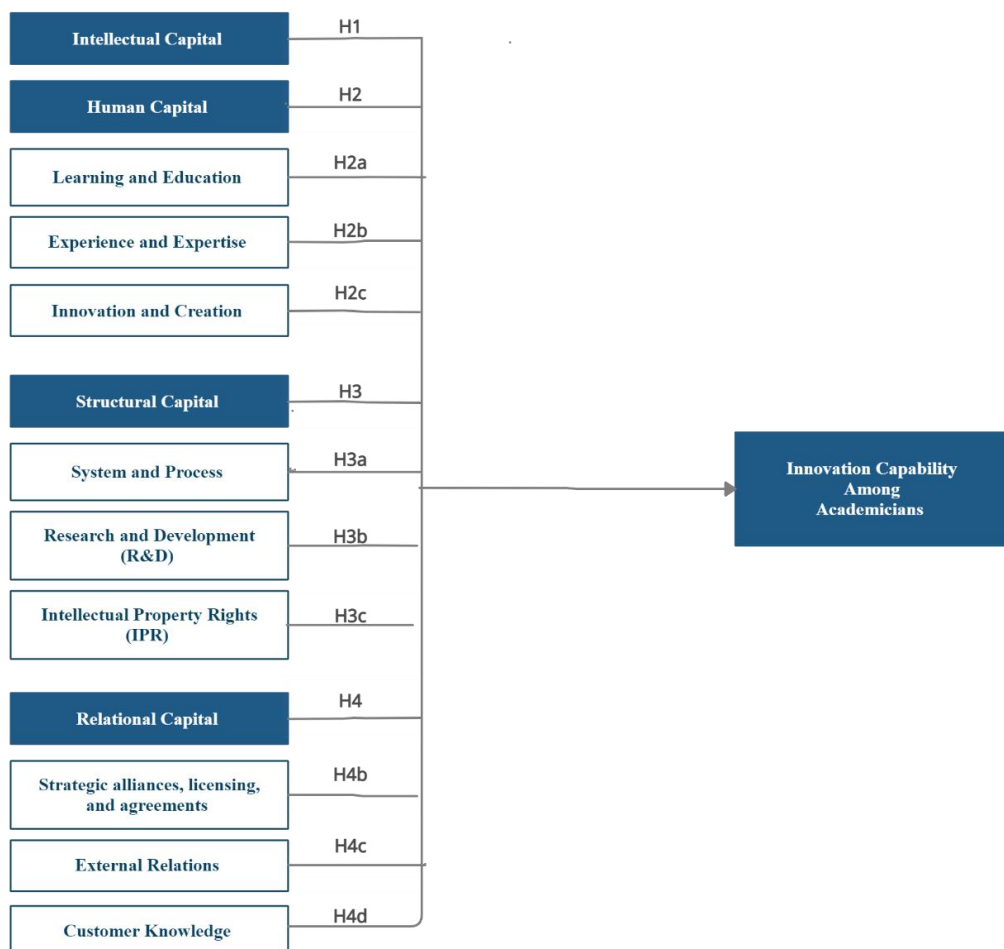 H1
Intellectual Capital
H2
Human Capital
H2a
Learning and Education
H2b
Experience and Expertise
H2c
Innovation and Creation
H3
Structural Capital
H3a
System and Process
H3b
Research and Development
(R&D)
H3c
Intellectual Property Rights
(IPR)
H4
Relational Capital
H4b
Strategic alliances, licensing,
and agreements
H4c
External Relations
H4d
Customer Knowledge
Innovation Capability
Among
Academicians